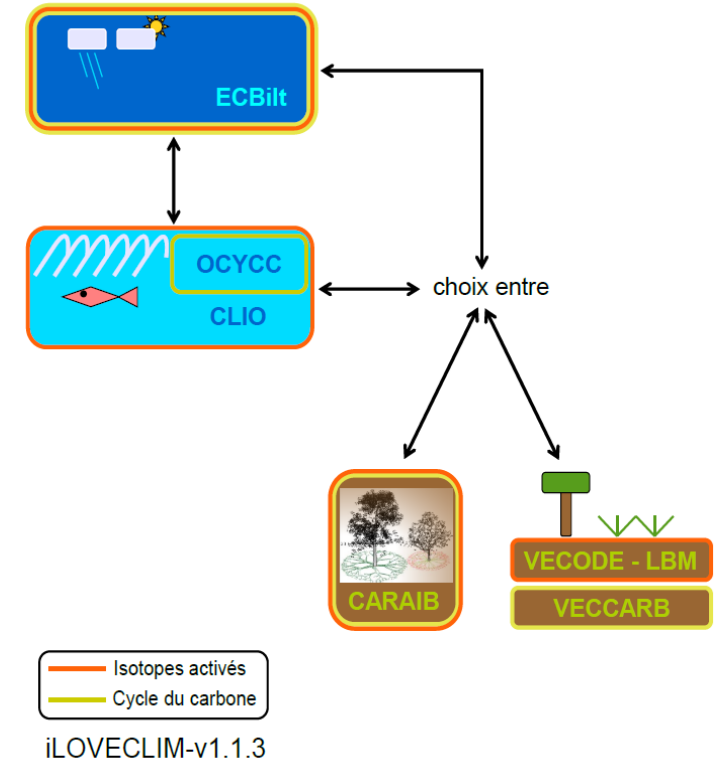 ECBilt
OCYCC
CLIO
choix entre
CARAIB
VECODE - LBM
VECCARB
Isotopes activés
Cycle du carbone
iLOVECLIM-v1.1.3